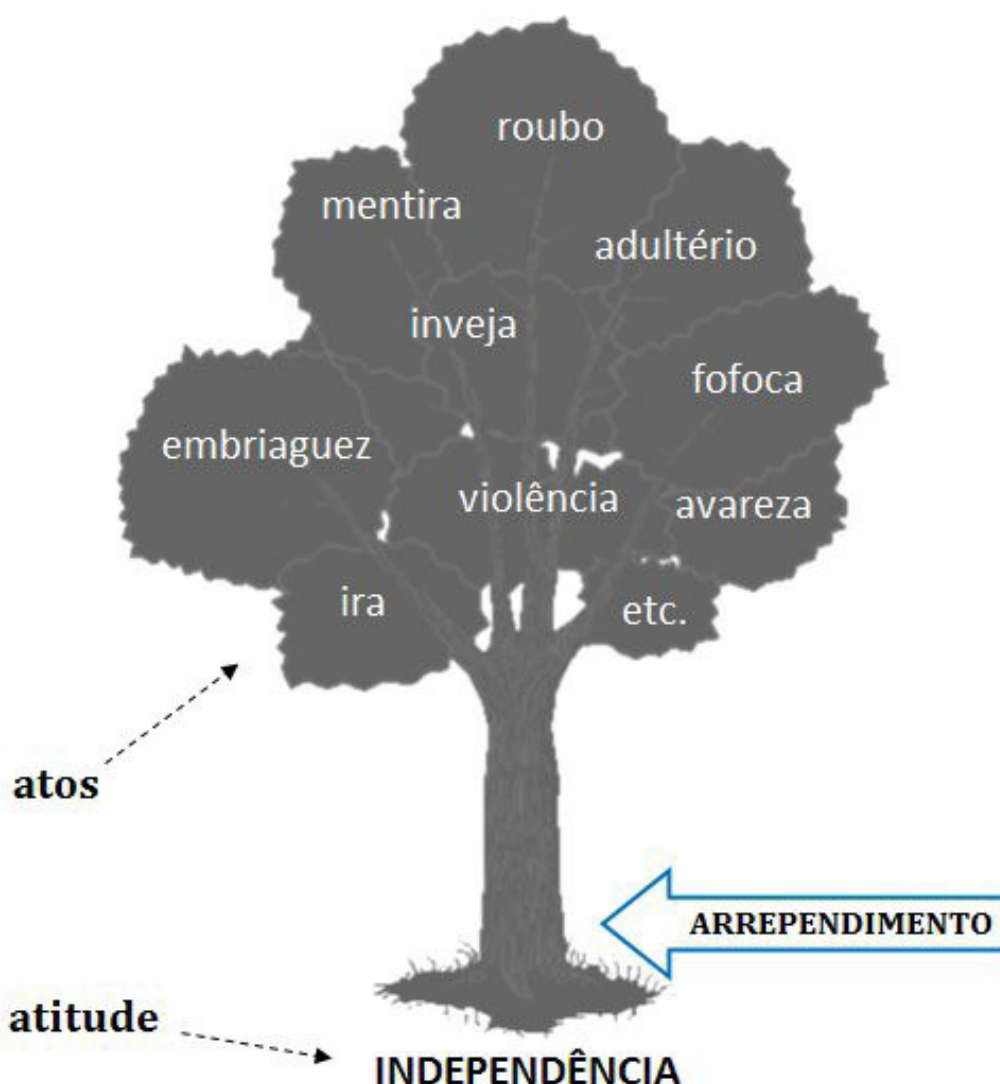 roubo
mentira
adultério
inveja
fofoca
embriaguez
violência
avareza
ira
etc.
atos
ARREPENDIMENTO
atitude
INDEPENDÊNCIA